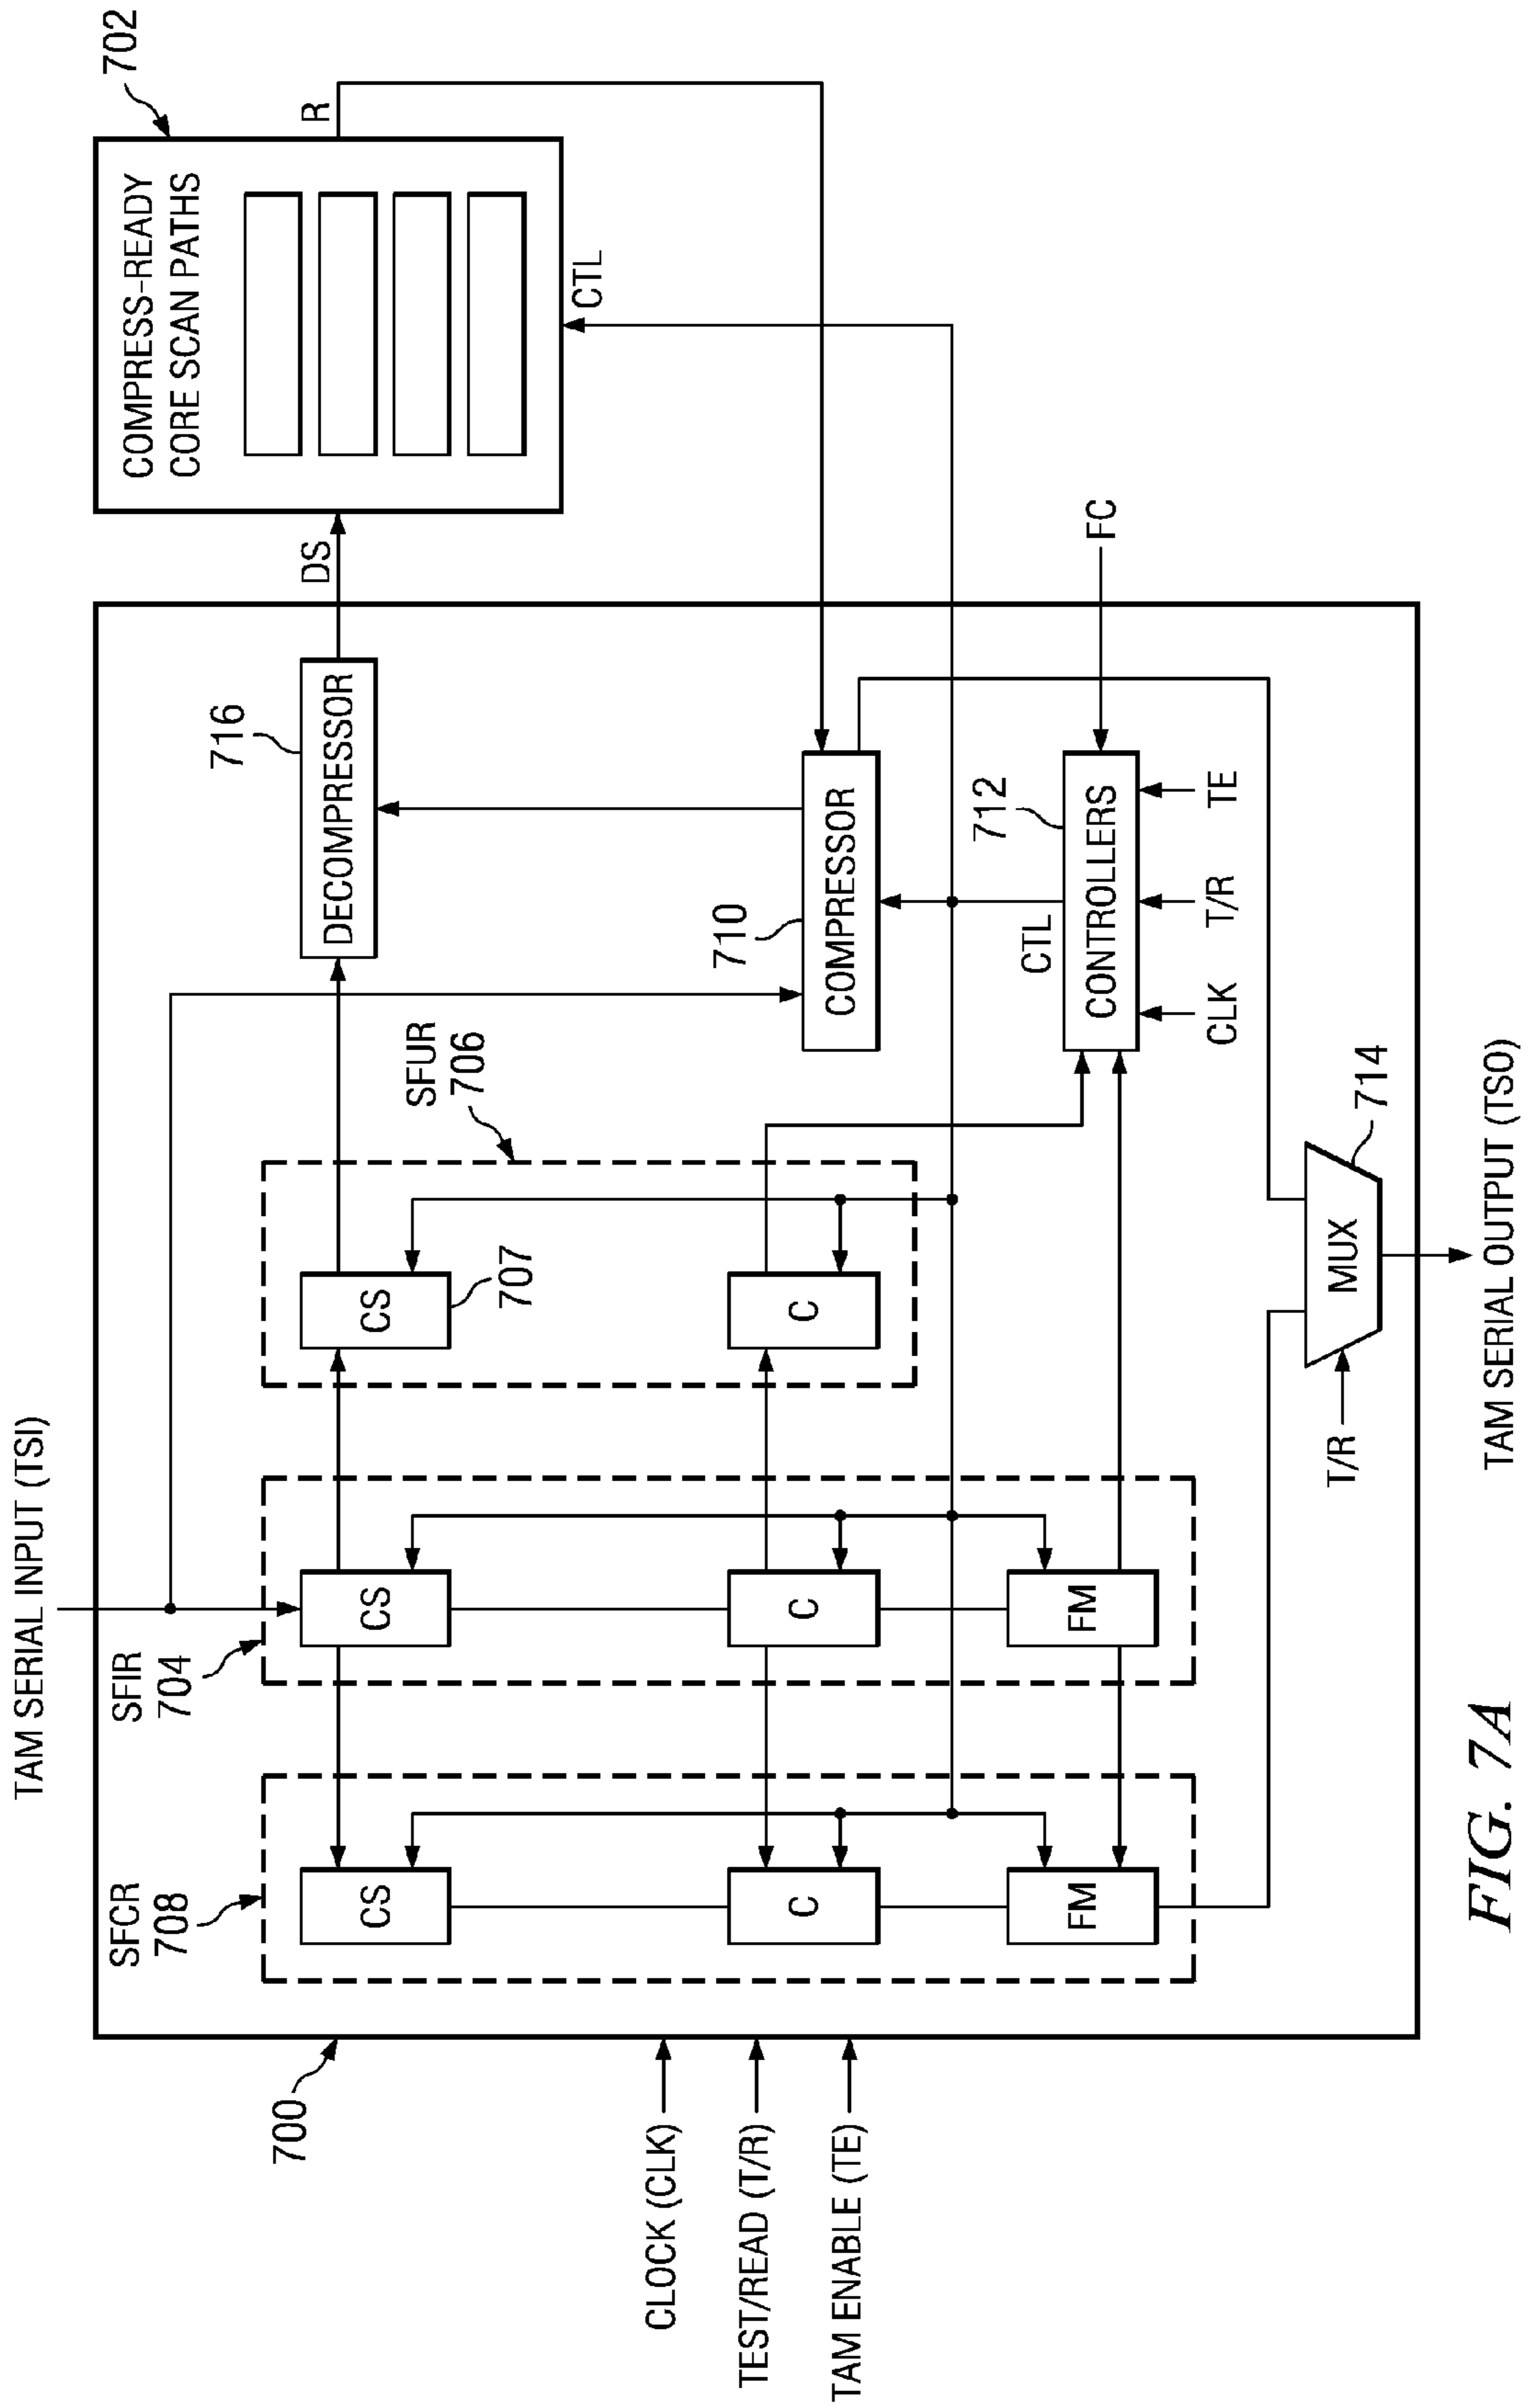 TAM SERIAL INPUT (TSI)
SFCR
708
SFIR
704
SFUR
706
716
DECOMPRESSOR
DS
COMPRESS-READY
CORE SCAN PATHS
702
R
CTL
700
CS
CS
CS
707
710
COMPRESSOR
C
C
C
CTL
712
CONTROLLERS
FC
FM
FM
CLK
T/R
TE
CLOCK (CLK)
TEST/READ (T/R)
TAM ENABLE (TE)
T/R
MUX
714
TAM SERIAL OUTPUT (TSO)
FIG. 7A